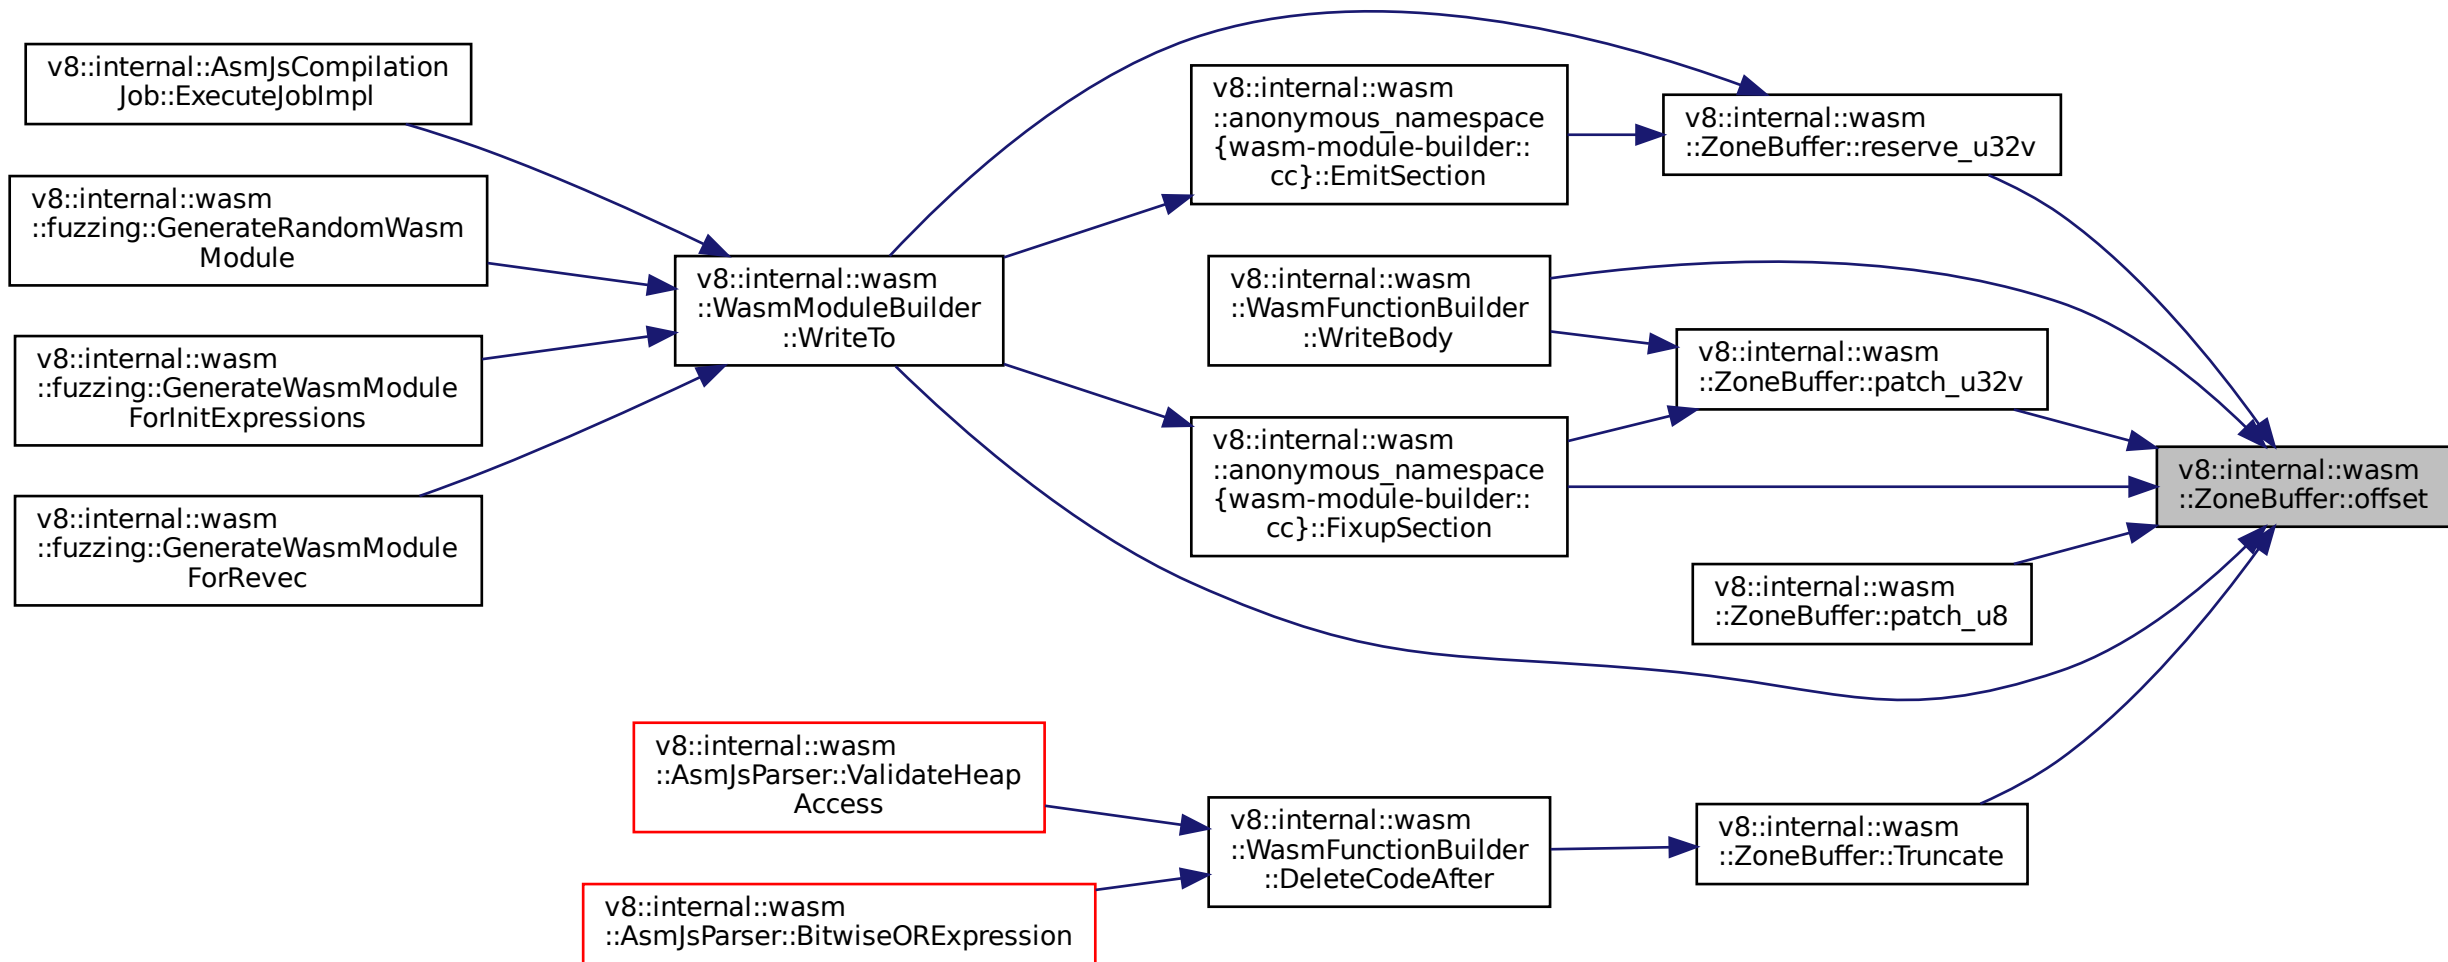 v8::internal::AsmJsCompilation
Job::ExecuteJobImpl
v8::internal::wasm
::fuzzing::GenerateRandomWasm
Module
v8::internal::wasm
::fuzzing::GenerateWasmModule
ForInitExpressions
v8::internal::wasm
::fuzzing::GenerateWasmModule
ForRevec
v8::internal::wasm
::WasmModuleBuilder
::WriteTo
v8::internal::wasm
::anonymous_namespace
{wasm-module-builder::
cc}::EmitSection
v8::internal::wasm
::WasmFunctionBuilder
::WriteBody
v8::internal::wasm
::anonymous_namespace
{wasm-module-builder::
cc}::FixupSection
v8::internal::wasm
::ZoneBuffer::reserve_u32v
v8::internal::wasm
::ZoneBuffer::patch_u32v
v8::internal::wasm
::ZoneBuffer::patch_u8
v8::internal::wasm
::ZoneBuffer::offset
v8::internal::wasm
::AsmJsParser::ValidateHeap
Access
v8::internal::wasm
::AsmJsParser::BitwiseORExpression
v8::internal::wasm
::WasmFunctionBuilder
::DeleteCodeAfter
v8::internal::wasm
::ZoneBuffer::Truncate